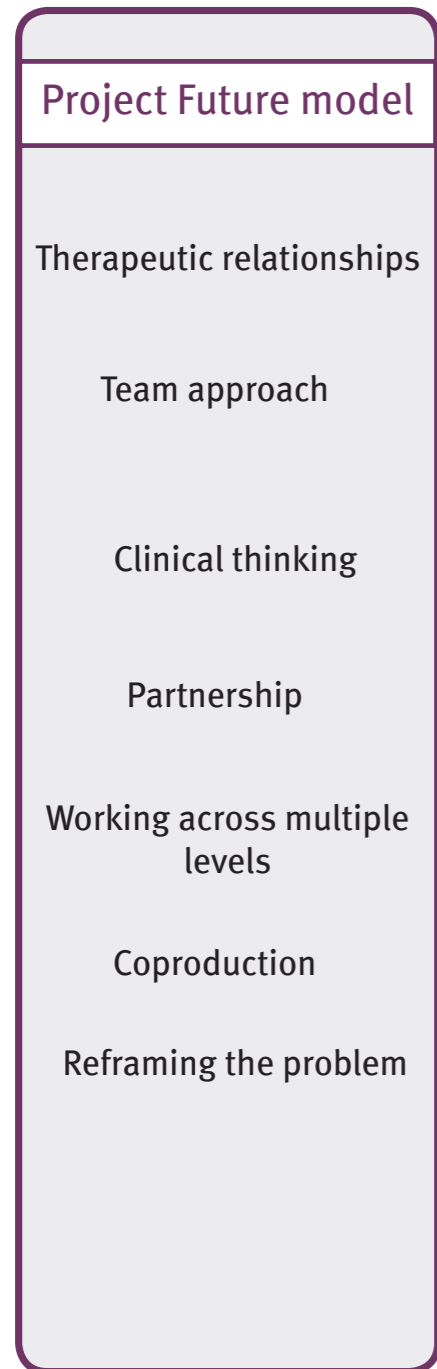 Project Future model
Therapeutic relationships
Team approach
Clinical thinking
Partnership
Working across multiple
levels
Coproduction
Reframing the problem